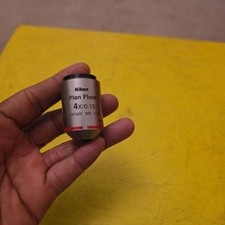 Nikon
Plan Fluor
4X/0.13